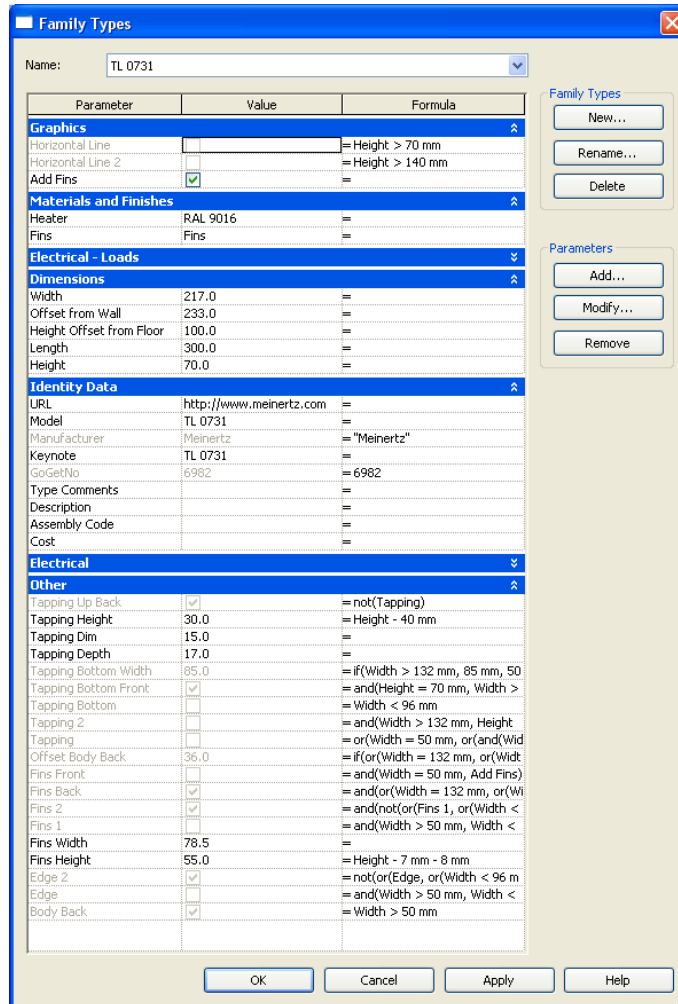 Family Types
Name: TL 0731
Parameter Value Formula
Graphics
Horizontal Line = Height > 70 mm
Horizontal Line 2 = Height > 140 mm
Add Fins =
Materials and Finishes
Heater RAL 9016 =
Fins Fins =
Electrical - Loads
Dimensions
Width 217.0 =
Offset from Wall 233.0 =
Height Offset from Floor 100.0 =
Length 300.0 =
Height 70.0 =
Identity Data
URL http://www.meinertz.com =
Model TL 0731 =
Manufacturer Meinertz = "Meinertz"
Keynote TL 0731 =
GoGetNo 6982 = 6982
Type Comments =
Description =
Assembly Code =
Cost =
Electrical
Other
Tapping Up Back = not(Tapping)
Tapping Height 30.0 = Height - 40 mm
Tapping Dim 15.0 =
Tapping Depth 17.0 =
Tapping Bottom Width 85.0 = if(Width > 132 mm, 85 mm, 50
Tapping Bottom Front = and(Height = 70 mm, Width >
Tapping Bottom = Width < 96 mm
Tapping 2 = and(Width > 132 mm, Height
Tapping = or(Width = 50 mm, or(and(Wid
Offset Body Back 36.0 = if(or(Width = 132 mm, or(Widt
Fins Front = and(Width = 50 mm, Add Fins)
Fins Back = and(or(Width = 132 mm, or(Wi
Fins 2 = and(not(or(Fins 1, or(Width <
Fins 1 = and(Width > 50 mm, Width <
Fins Width 78.5 =
Fins Height 55.0 = Height - 7 mm - 8 mm
Edge 2 = not(or(Edge, or(Width < 96 m
Edge = and(Width > 50 mm, Width <
Body Back = Width > 50 mm
Family Types
New...
Rename...
Delete
Parameters
Add...
Modify...
Remove
OK Cancel Apply Help